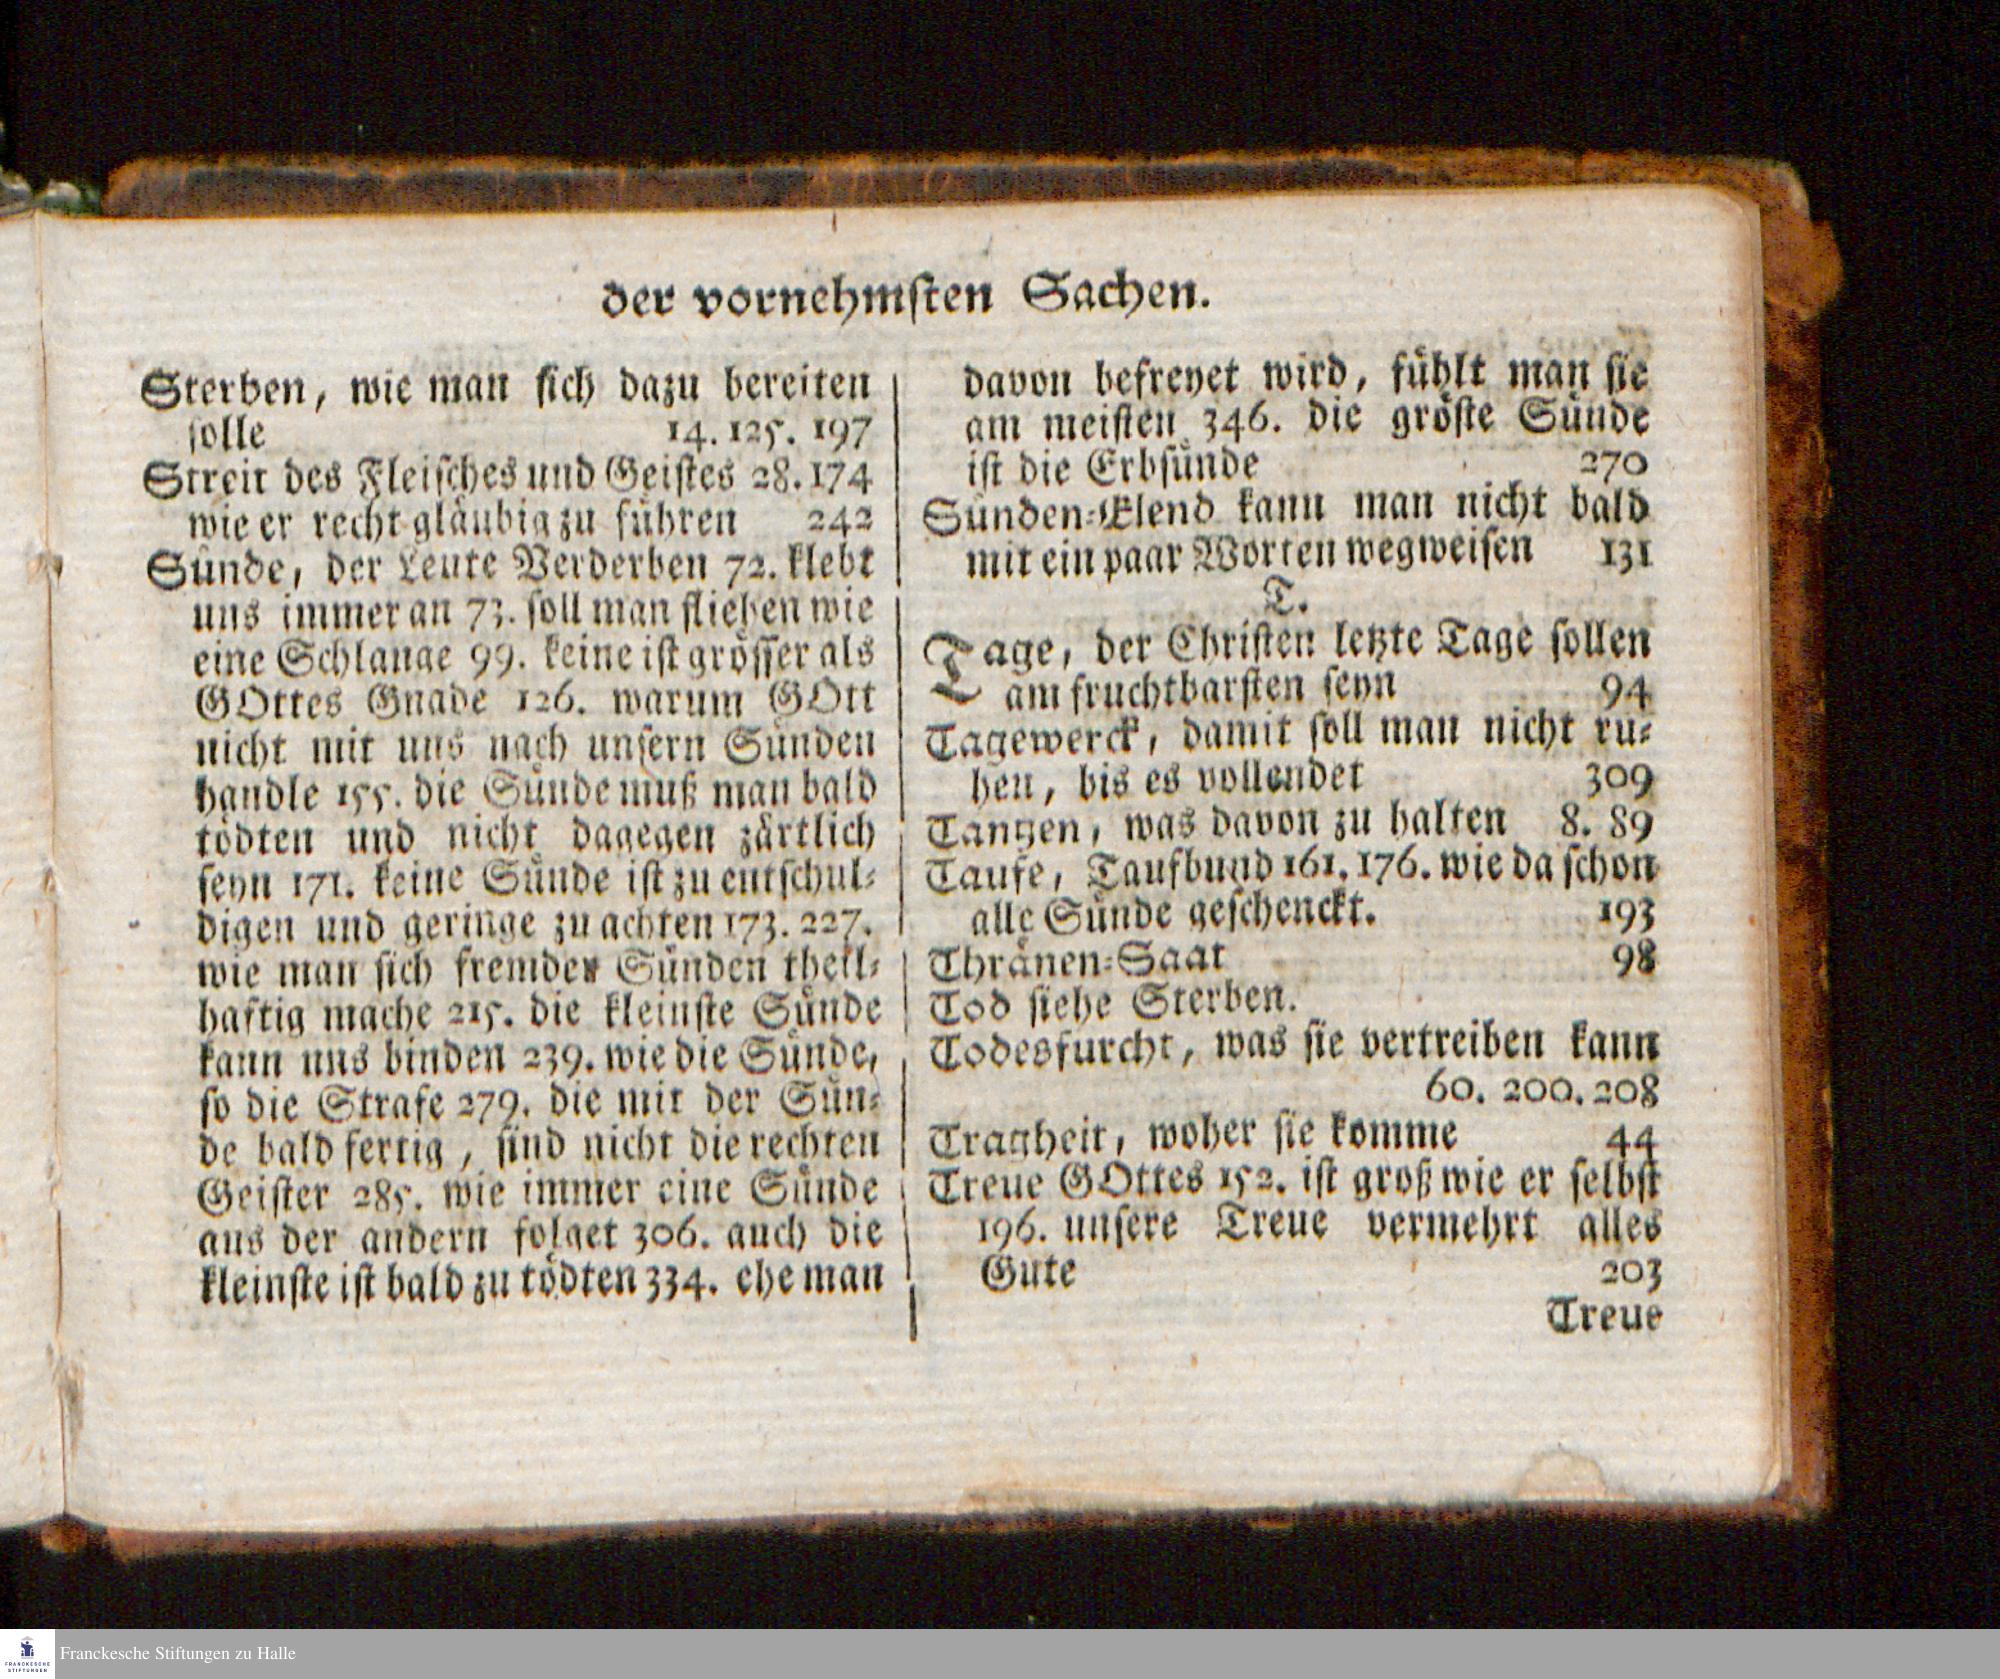 der vornehmſten Sachen.
Sterben, wie man ſich dazu bereiten
ſolle 14. 125. 197
Streit des Fleiſches und Geiſtes 28. 174
wie er recht gläubig zu führen 242
Sünde, der Leute Verderben 72. klebt
uns immer an 73. ſoll man fliehen wie
eine Schlange 99. keine iſt gröſſer als
GOttes Gnade 126. warum GOtt
nicht mit uns nach unſern Sünden
handle 155. die Sünde muß man bald
tödten und nicht dagegen zärtlich
ſeyn 171. keine Sünde iſt zu entſchul⸗
digen und geringe zu achten 173. 227.
wie man ſich fremder Sünden theil⸗
haftig mache 215. die kleinſte Sünde
kann uns binden 239. wie die Sünde,
ſo die Strafe 279. die mit der Sün⸗
de bald fertig, ſind nicht die rechten
Geiſter 285. wie immer eine Sünde
aus der andern folget 306. auch die
kleinſte iſt bald zu tödten 334. ehe man
davon befreyet wird, fühlt man ſie
am meiſten 346. die gröſte Sünde
iſt die Erbſünde 270
Sünden⸗Elend kann man nicht bald
mit ein paar Worten wegweiſen 131
T.
Tage, der Chriſten letzte Tage ſollen
am fruchtbarſten ſeyn 94
Tagewerck, damit ſoll man nicht ru⸗
hen, bis es vollendet 309
Tantzen, was davon zu halten 8. 89
Taufe, Taufbund 161. 176. wie da ſchon
alle Sünde geſchenckt. 193
Thränen⸗Saat 98
Tod ſiehe Sterben.
Todesfurcht, was ſie vertreiben kann
60. 200. 208
Tragheit, woher ſie komme 44
Treue GOttes 152. iſt groß wie er ſelbſt
196. unſere Treue vermehrt alles
Gute 203
Treue
FRANCKESCHE
STIFTUNGEN
Franckesche Stiftungen zu Halle